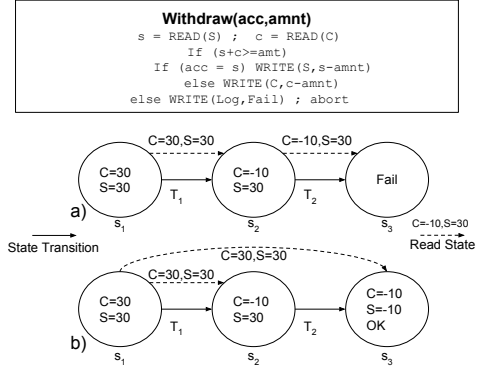 Withdraw(acc,amnt)
s = READ(S) ; c = READ(C)
If (s+c>=amt)
If (acc = s) WRITE(S,s-amnt)
else WRITE(C,c-amnt)
else WRITE(Log,Fail) ; abort
C=30,S=30 C=-10,S=30
C=30 C=-10 Fail
S=30 S=30
T1 T2
a)
s1 s2 s3
C=-10,S=30
State Transition Read State
C=30,S=30
C=30,S=30
C=30 C=-10 C=-10
S=30 S=30 S=-10
OK
T1 T2
b)
s1 s2 s3